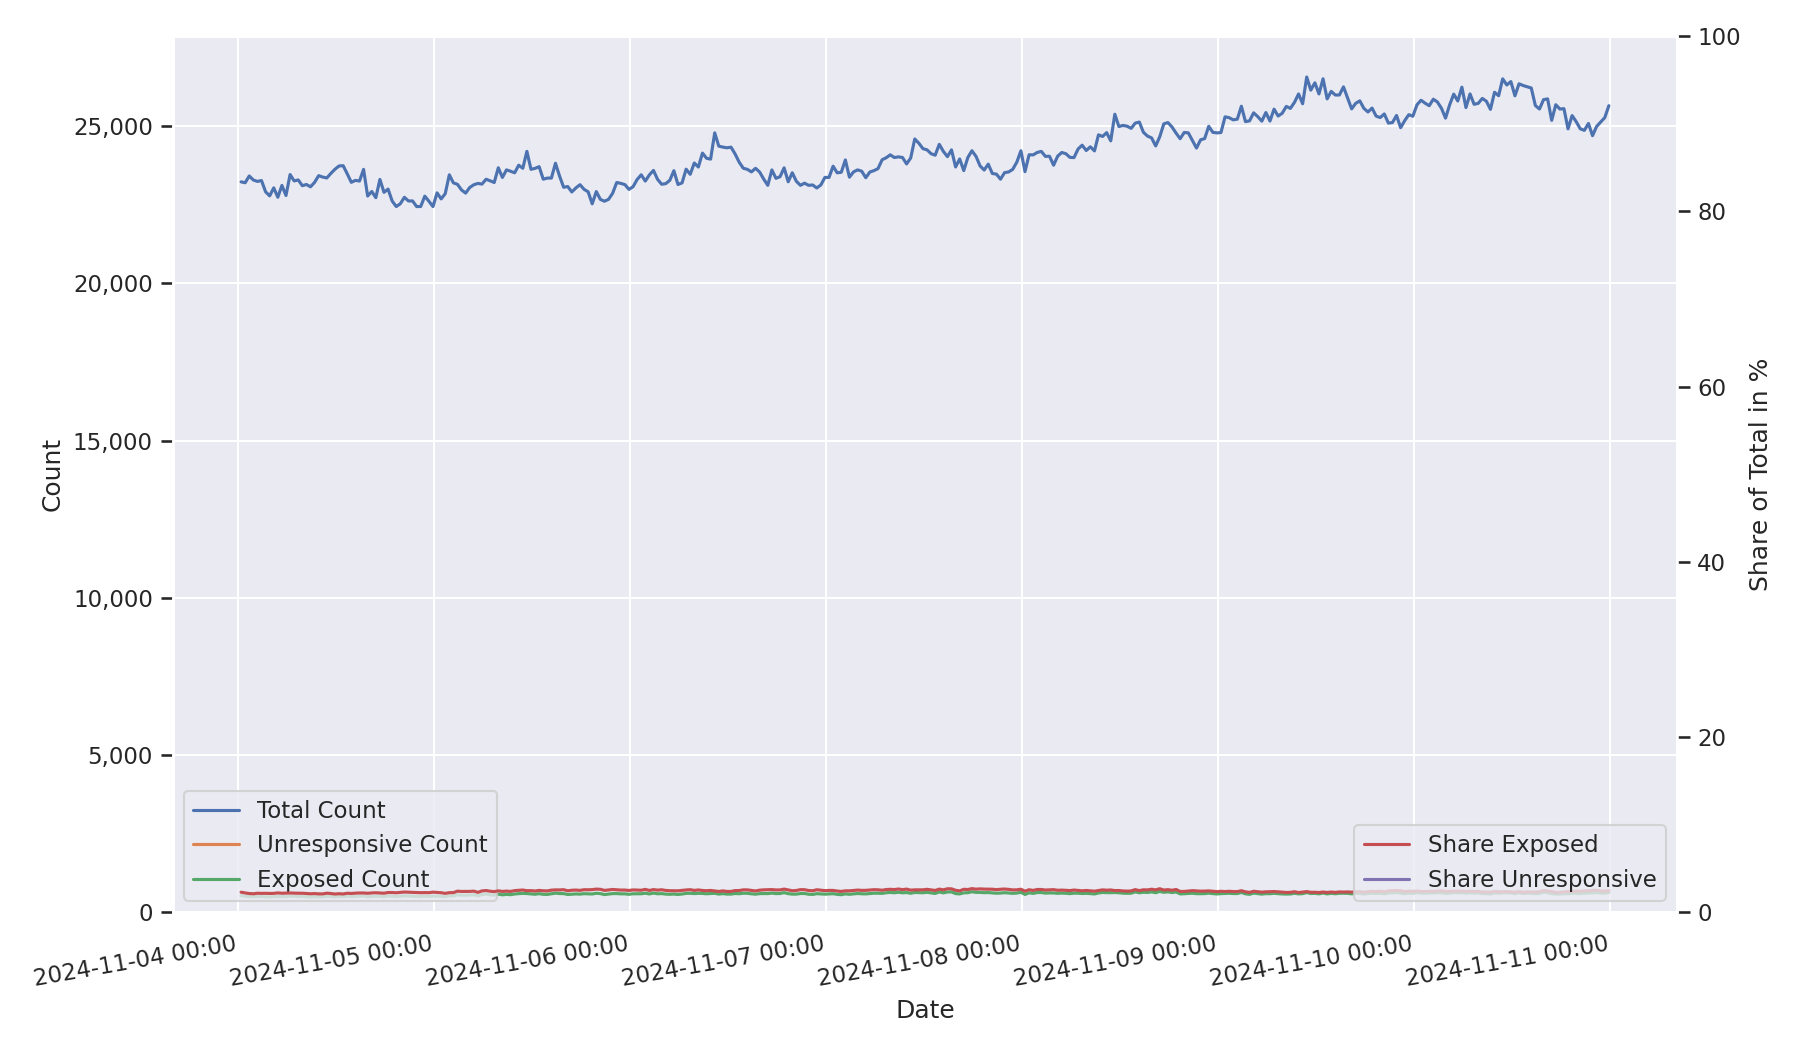 100
25,000
80
20,000
60
15,000
Count
Share of Total in %
40
10,000
20
5,000
Total Count
Unresponsive Count
Exposed Count
Share Exposed
Share Unresponsive
0
0
2024-11-04 00:00
2024-11-05 00:00
2024-11-06 00:00
2024-11-07 00:00
2024-11-08 00:00
2024-11-09 00:00
2024-11-10 00:00
2024-11-11 00:00
Date